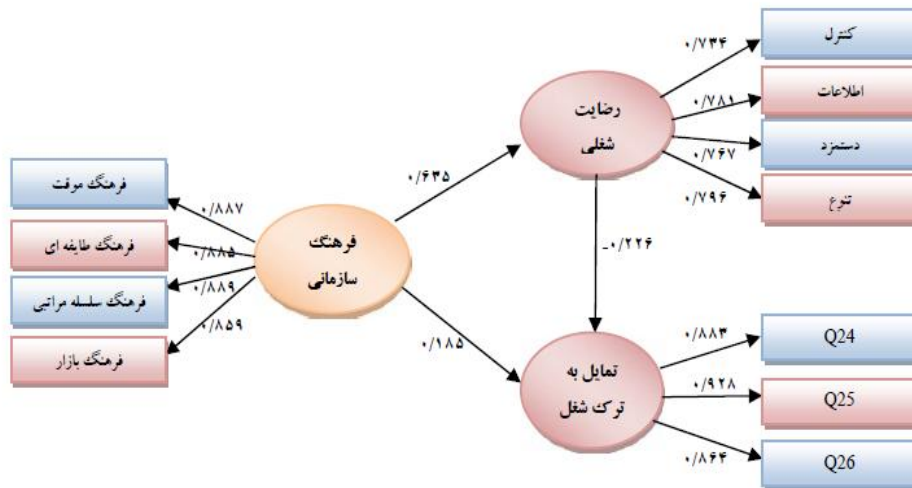 کنترل
۰/۷۳۴
اطلاعات
۰/۷۸۱
رضایت
شغلی
دستمزد
۰/۷۶۷
تنوع
۰/۷۹۶
۰/۶۳۵
فرهنگ موقت
۰/۸۸۷
فرهنگ طایفه ای
۰/۸۸۵
فرهنگ سلسله مراتبی
۰/۸۸۹
فرهنگ بازار
۰/۸۵۹
فرهنگ
سازمانی
-۰/۲۲۶
۰/۱۸۵
تمایل به
ترک شغل
۰/۸۸۳
Q24
۰/۹۲۸
Q25
۰/۸۶۴
Q26